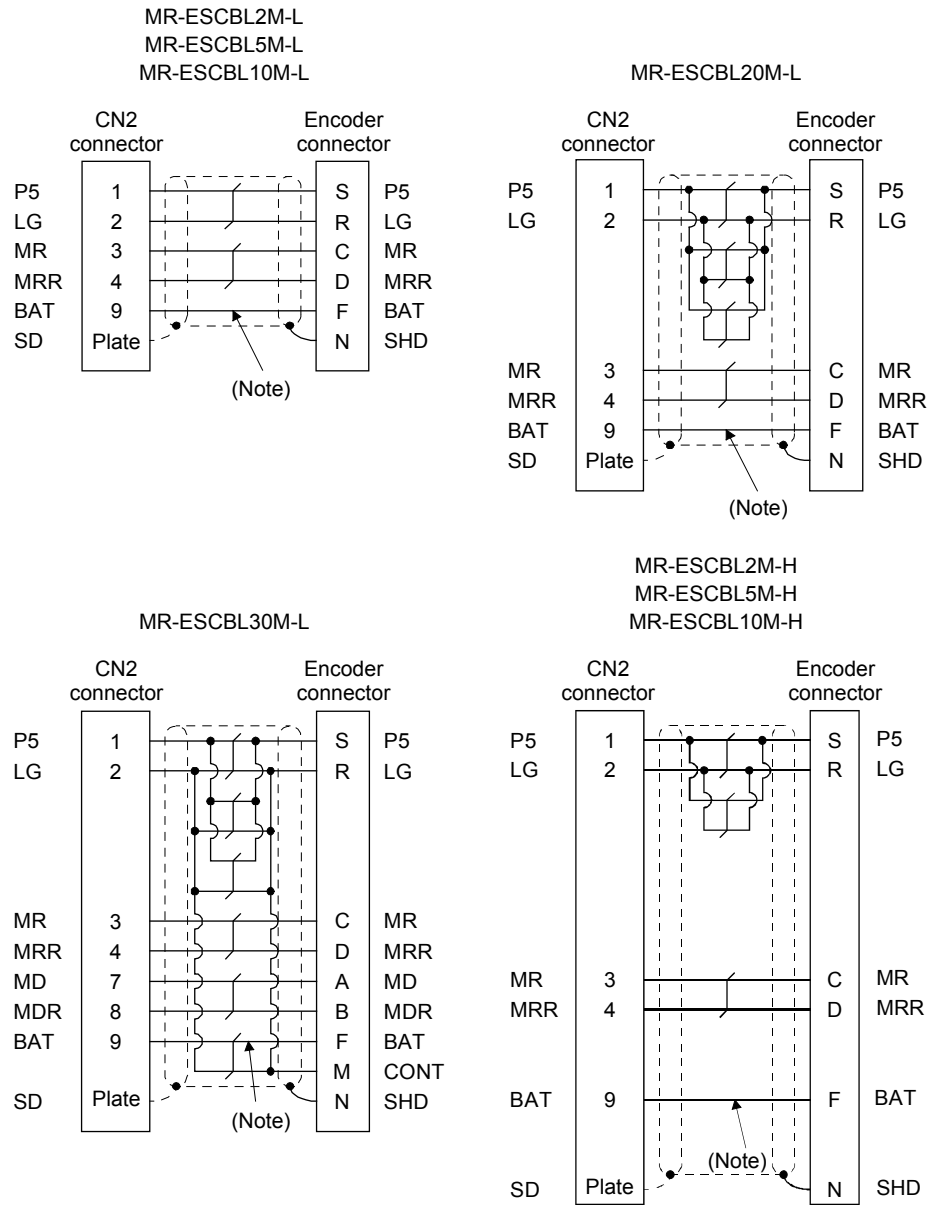 MR-ESCBL2M-L
MR-ESCBL5M-L
MR-ESCBL10M-L
CN2 connector
Encoder connector
P5 1 S P5
LG 2 R LG
MR 3 C MR
MRR 4 D MRR
BAT 9 F BAT
SD Plate N SHD
(Note)
MR-ESCBL20M-L
CN2 connector
Encoder connector
P5 1 S P5
LG 2 R LG
MR 3 C MR
MRR 4 D MRR
BAT 9 F BAT
SD Plate N SHD
(Note)
MR-ESCBL30M-L
CN2 connector
Encoder connector
P5 1 S P5
LG 2 R LG
MR 3 C MR
MRR 4 D MRR
MD 7 A MD
MDR 8 B MDR
BAT 9 F BAT
M CONT
SD Plate N SHD
(Note)
MR-ESCBL2M-H
MR-ESCBL5M-H
MR-ESCBL10M-H
CN2 connector
Encoder connector
P5 1 S P5
LG 2 R LG
MR 3 C MR
MRR 4 D MRR
BAT 9 F BAT
(Note)
SD Plate N SHD